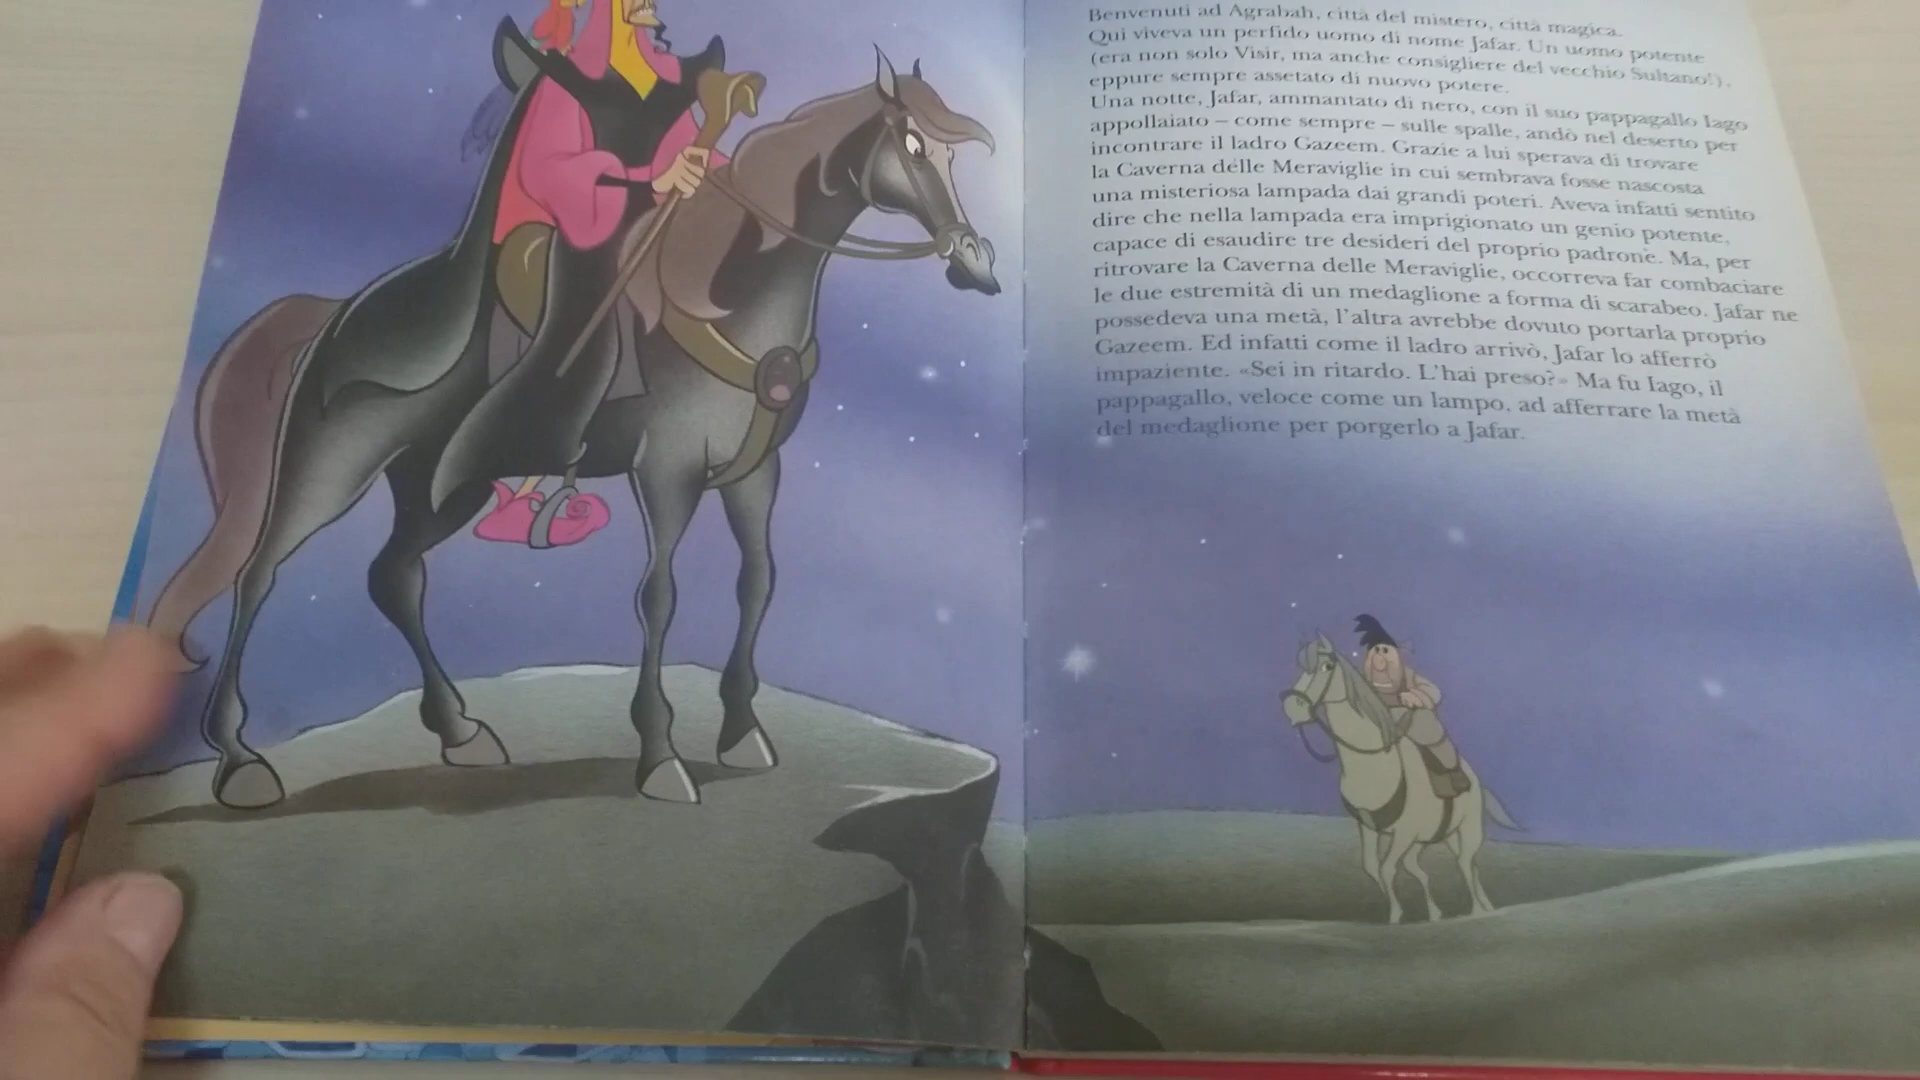 Benvenuti ad Agrabah, città del mistero, città magica.
Qui viveva un perfido uomo di nome Jafar. Un uomo potente
(era non solo Visir, ma anche consigliere del vecchio Sultano!),
eppure sempre assetato di nuovo potere.
Una notte, Jafar, ammantato di nero, con il suo pappagallo Iago
appollaiato – come sempre – sulle spalle, andò nel deserto per
incontrare il ladro Gazeem. Grazie a lui sperava di trovare
la Caverna delle Meraviglie in cui sembrava fosse nascosta
una misteriosa lampada dai grandi poteri. Aveva infatti sentito
dire che nella lampada era imprigionato un genio potente,
capace di esaudire tre desideri del proprio padrone. Ma, per
ritrovare la Caverna delle Meraviglie, occorreva far combaciare
le due estremità di un medaglione a forma di scarabeo. Jafar ne
possedeva una metà, l'altra avrebbe dovuto portarla proprio
Gazeem. Ed infatti come il ladro arrivò, Jafar lo afferrò
impaziente. «Sei in ritardo. L'hai preso?» Ma fu Iago, il
pappagallo, veloce come un lampo, ad afferrare la metà
del medaglione per porgerlo a Jafar.